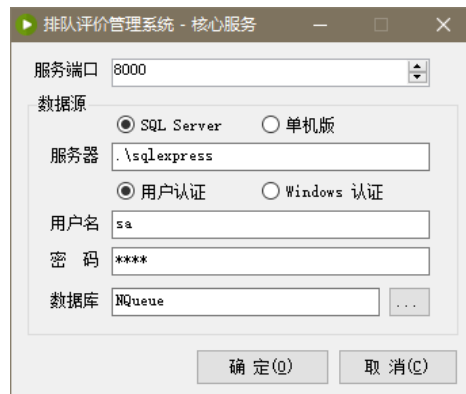 排队评价管理系统 - 核心服务
服务端口 8000
数据源
SQL Server 单机版
服务器 .\sqlexpress
用户认证 Windows 认证
用户名 sa
密 码 ****
数据库 NQueue ...
确 定(O) 取 消(C)